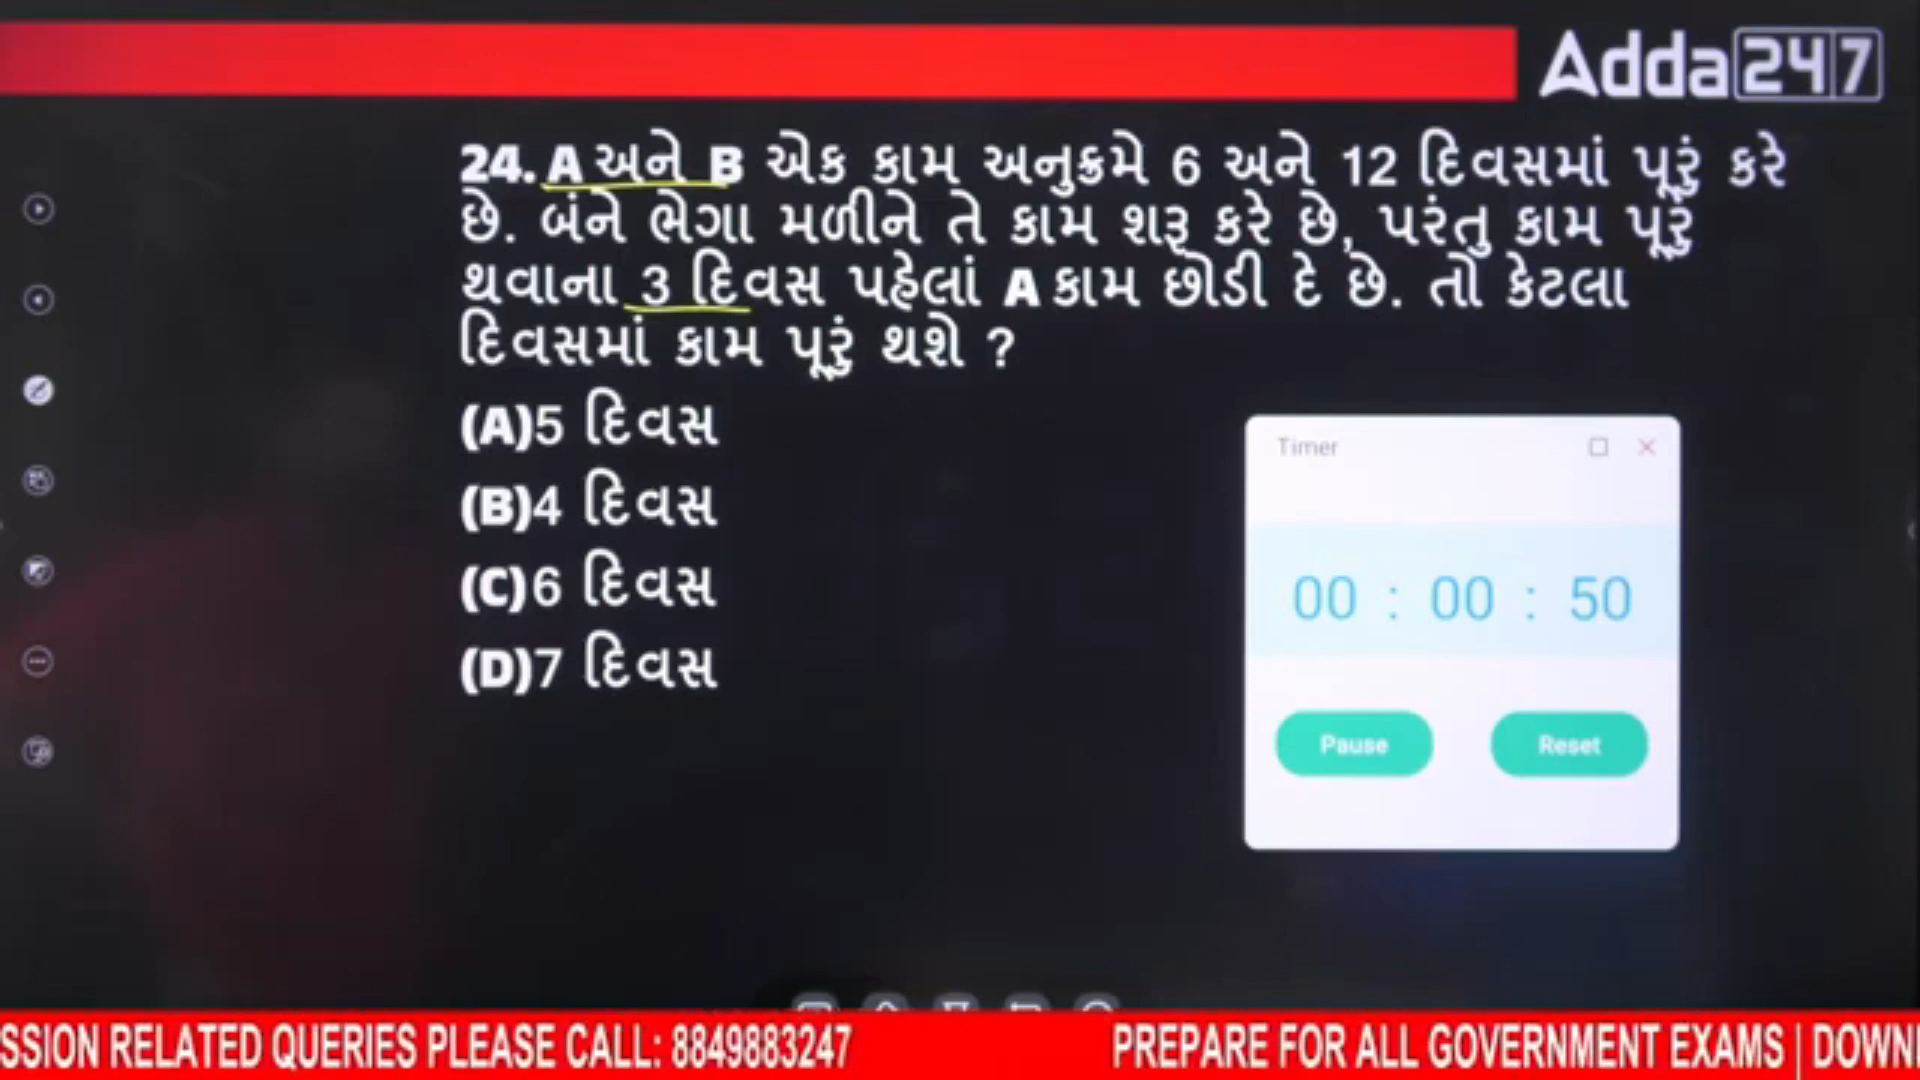 Adda247
24. A અને B એક કામ અનુક્રમે 6 અને 12 દિવસમાં પૂરું કરે
છે. બંને ભેગા મળીને તે કામ શરૂ કરે છે, પરંતુ કામ પૂરું
થવાના 3 દિવસ પહેલાં A કામ છોડી દે છે. તો કેટલા
દિવસમાં કામ પૂરું થશે ?
(A)5 દિવસ
(B)4 દિવસ
(C)6 દિવસ
(D)7 દિવસ
Timer
00 : 00 : 50
Pause Reset
SSION RELATED QUERIES PLEASE CALL: 8849883247 PREPARE FOR ALL GOVERNMENT EXAMS | DOWN